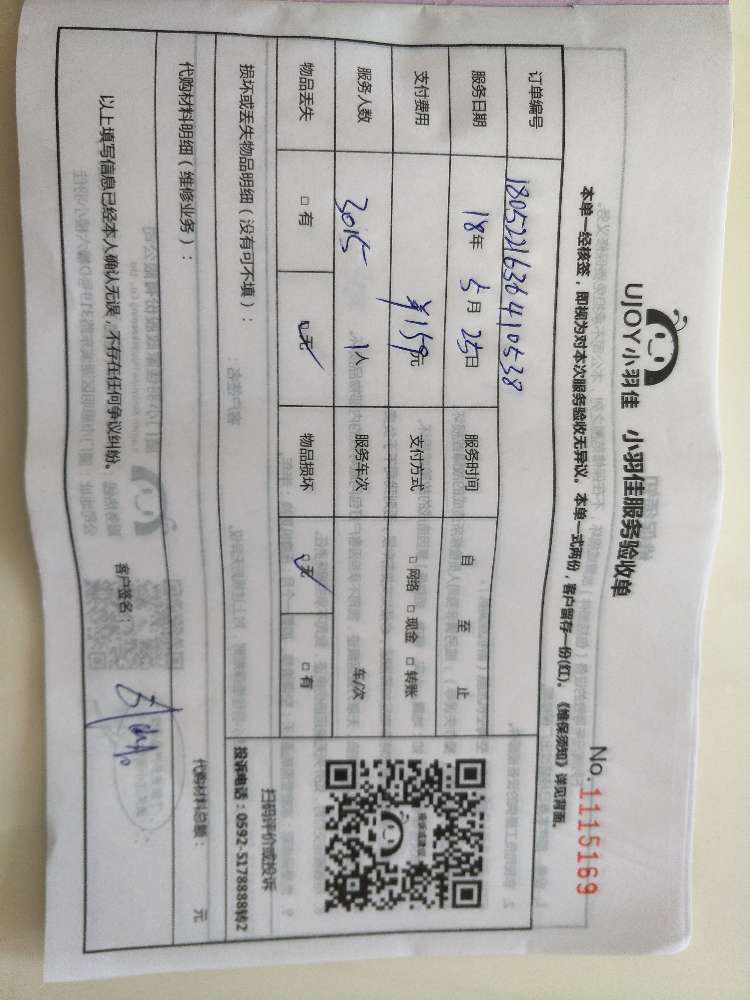 UJOY小羽佳 小羽佳服务验收单
No.11115169
本单一经核签，即视为对本次服务验收无异议。本单一式两份，客户留存一份(红)。《维保须知》详见背面。
订单编号 1805221636410538
服务日期 18年 5月 25日 服务时间 自 至 止
支付费用 ¥159元 支付方式 □网络 □现金 □转账
服务人数 3015 1人 服务车次 车/次
物品丢失 □有 □无 物品损坏 □无 □有
扫码评价或投诉
投诉电话：0592-5178888转2
损坏或丢失物品明细（没有可不填）：
代购材料明细（维修业务）： 代购材料总额： 元
以上填写信息已经本人确认无误，不存在任何争议纠纷。 客户签名：